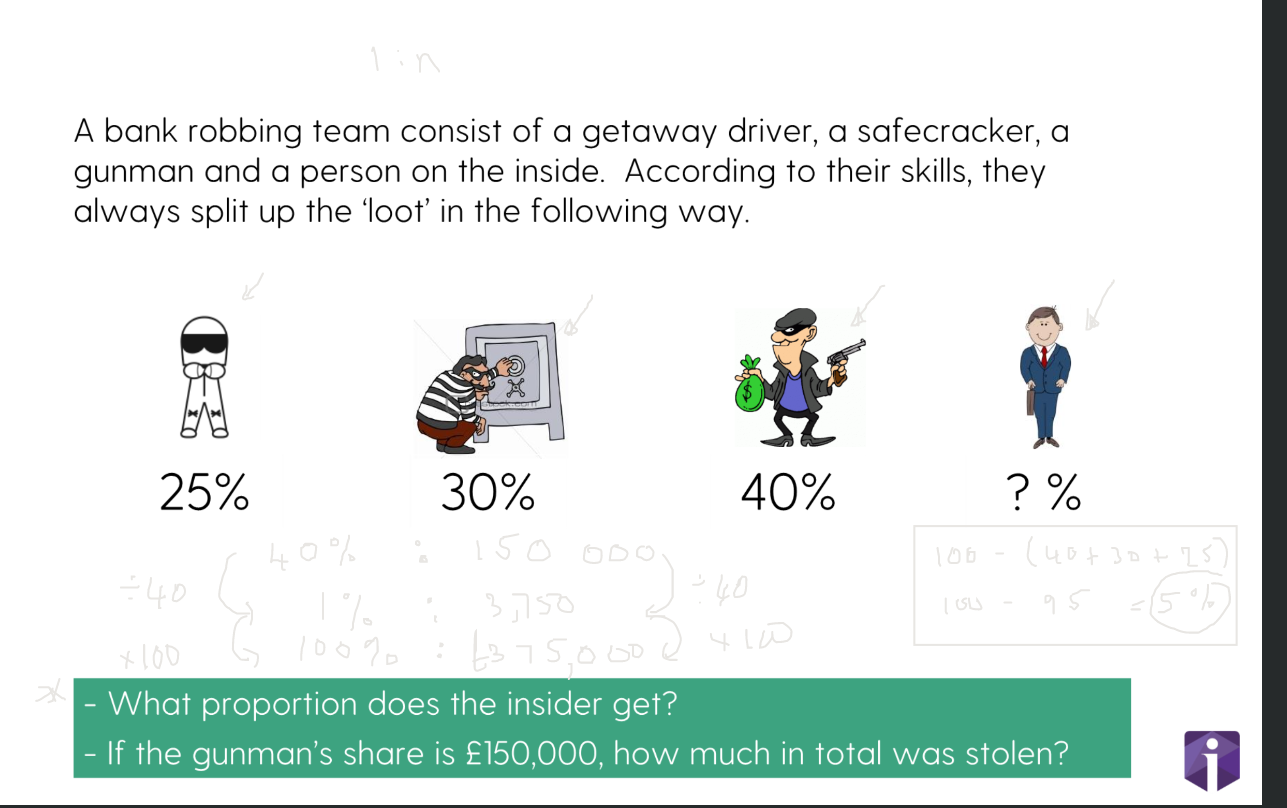 1 in
A bank robbing team consist of a getaway driver, a safecracker, a
gunman and a person on the inside. According to their skills, they
always split up the ‘loot’ in the following way.
25%
30%
40%
? %
40% : 150 000
÷40 ÷40
1% : 3,750
×100 100% : £375,000 ×100
100 - (40+30+25)
100 - 95 = 5%
- What proportion does the insider get?
- If the gunman’s share is £150,000, how much in total was stolen?